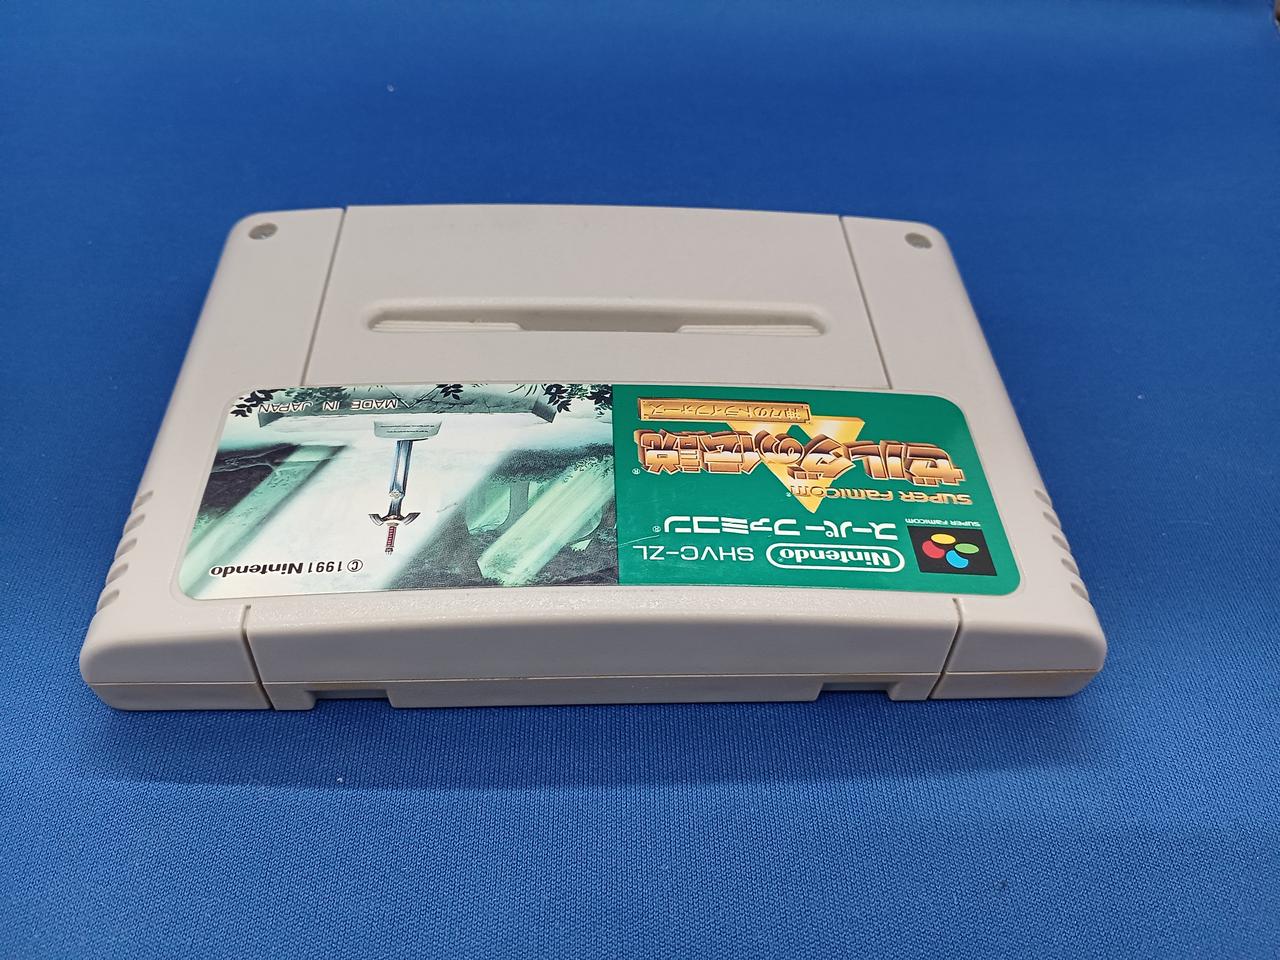 SUPER FAMICOM
Nintendo SHVC-ZL
スーパーファミコン®
SUPER FAMICOM
ゼルダの伝説®
神々のトライフォース
© 1991 Nintendo
MADE IN JAPAN